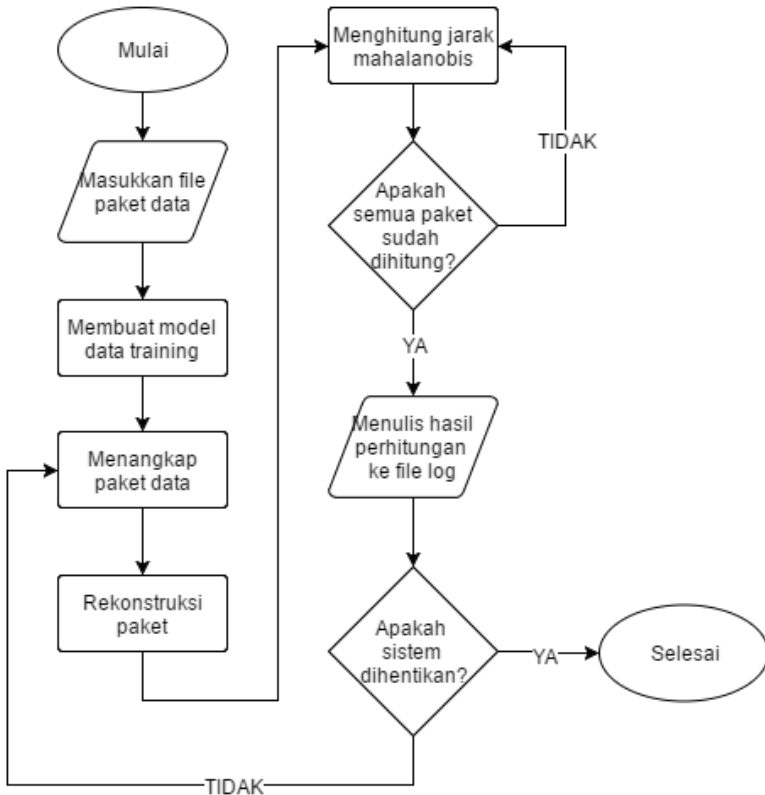 Mulai
Masukkan file
paket data
Membuat model
data training
Menangkap
paket data
Rekonstruksi
paket
Menghitung jarak
mahalanobis
TIDAK
Apakah
semua paket
sudah
dihitung?
YA
Menulis hasil
perhitungan
ke file log
Apakah
sistem
dihentikan?
YA
Selesai
TIDAK